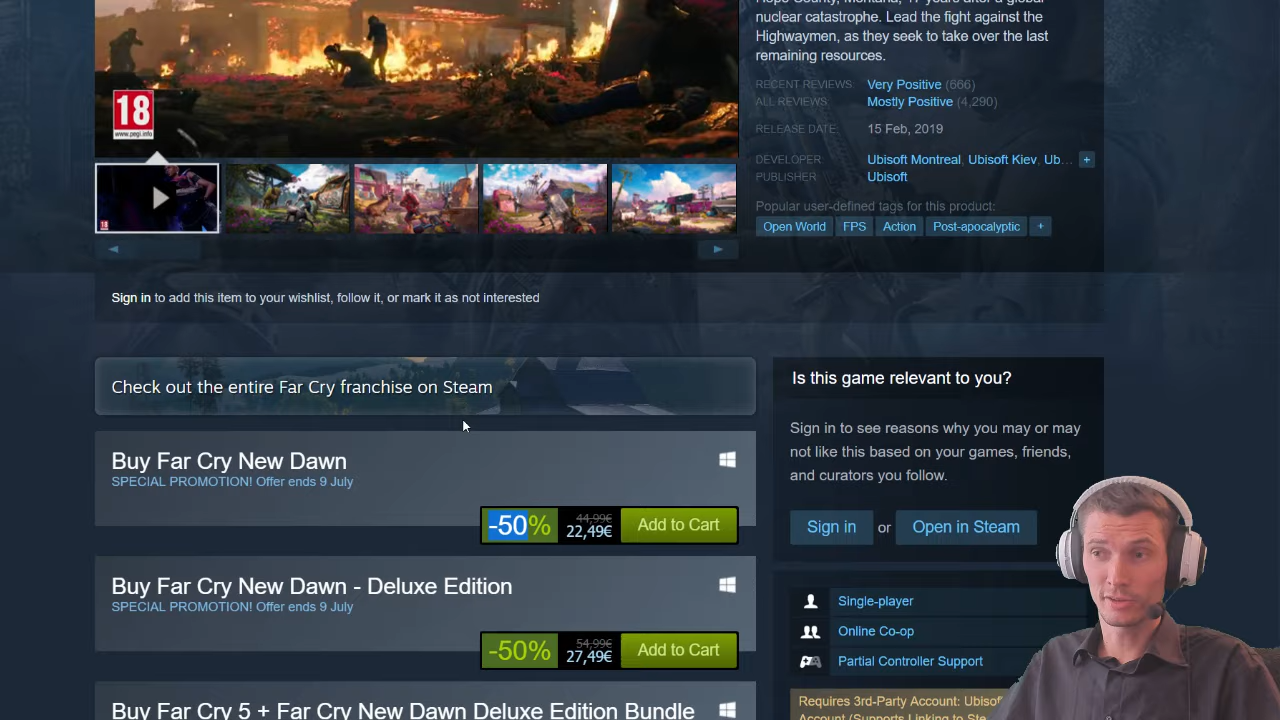 Hope County, Montana, 17 years after a global
nuclear catastrophe. Lead the fight against the
Highwaymen, as they seek to take over the last
remaining resources.
RECENT REVIEWS: Very Positive (666)
ALL REVIEWS: Mostly Positive (4,290)
RELEASE DATE: 15 Feb, 2019
DEVELOPER: Ubisoft Montreal, Ubisoft Kiev, Ub… +
PUBLISHER: Ubisoft
Popular user-defined tags for this product:
Open World FPS Action Post-apocalyptic +
18
www.pegi.info
18
Sign in to add this item to your wishlist, follow it, or mark it as not interested
Check out the entire Far Cry franchise on Steam
Buy Far Cry New Dawn
SPECIAL PROMOTION! Offer ends 9 July
-50% 44,99€ 22,49€ Add to Cart
Buy Far Cry New Dawn - Deluxe Edition
SPECIAL PROMOTION! Offer ends 9 July
-50% 54,99€ 27,49€ Add to Cart
Buy Far Cry 5 + Far Cry New Dawn Deluxe Edition Bundle
Is this game relevant to you?
Sign in to see reasons why you may or may
not like this based on your games, friends,
and curators you follow.
Sign in or Open in Steam
Single-player
Online Co-op
Partial Controller Support
Requires 3rd-Party Account: Ubisof
Account (Supports Linking to Ste